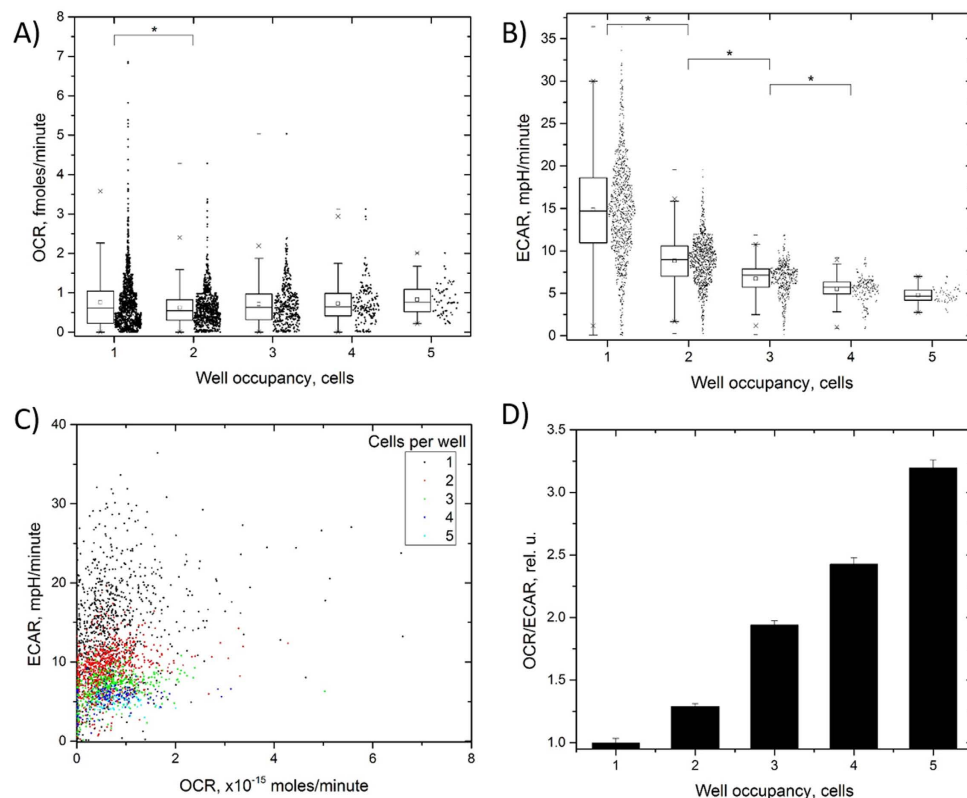 A)
*
OCR, fmoles/minute
8
7
6
5
4
3
2
1
0
1 2 3 4 5
Well occupancy, cells
B)
*
*
*
ECAR, mpH/minute
35
30
25
20
15
10
5
0
1 2 3 4 5
Well occupancy, cells
C)
ECAR, mpH/minute
40
30
20
10
0
Cells per well
1
2
3
4
5
0 2 4 6 8
OCR, x10⁻¹⁵ moles/minute
D)
OCR/ECAR, rel. u.
3.5
3.0
2.5
2.0
1.5
1.0
1 2 3 4 5
Well occupancy, cells